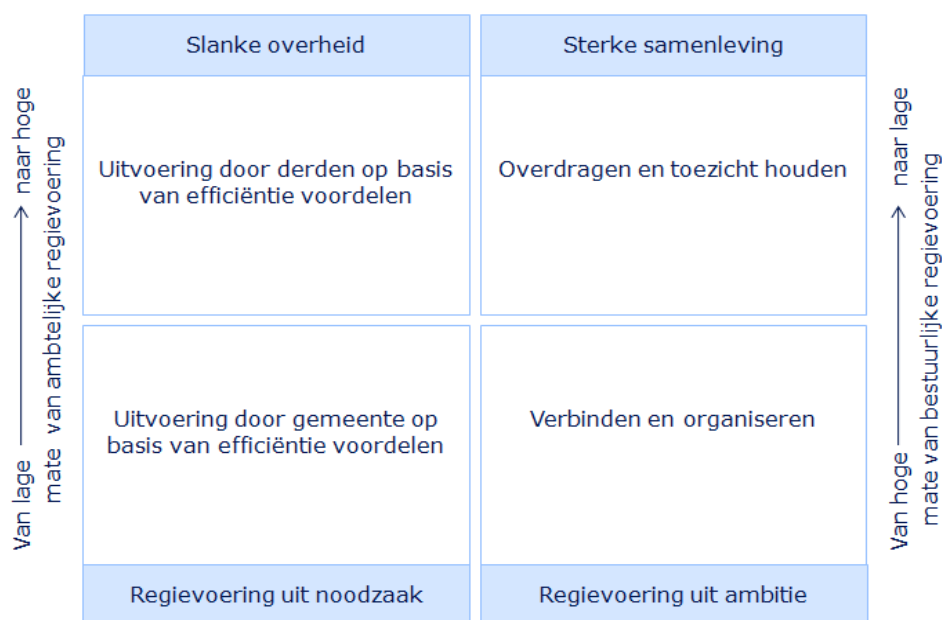 Slanke overheid
Sterke samenleving
Van lage → naar hoge
mate van ambtelijke regievoering
Uitvoering door derden op basis
van efficiëntie voordelen
Overdragen en toezicht houden
Van hoge → naar lage
mate van bestuurlijke regievoering
Uitvoering door gemeente op
basis van efficiëntie voordelen
Verbinden en organiseren
Regievoering uit noodzaak
Regievoering uit ambitie